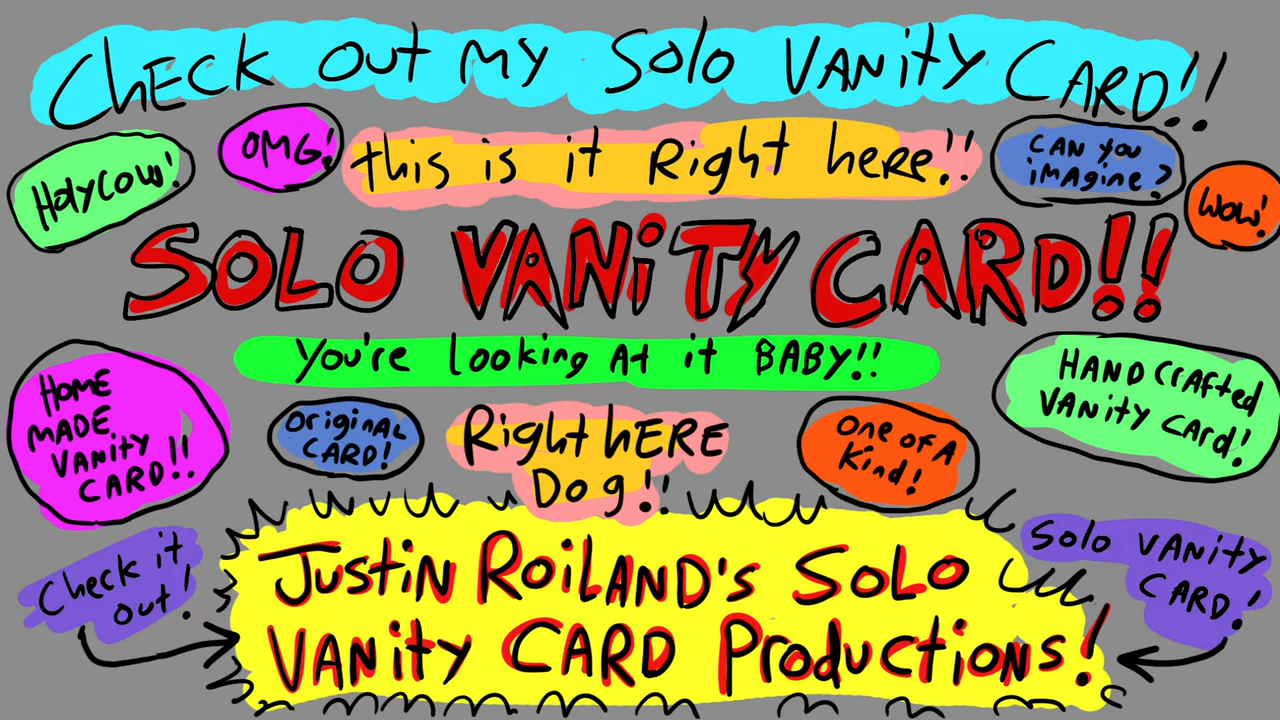 CHECK OUT MY SOLO VANITY CARD!!
HOLY COW!
OMG!
this is it Right here!!
CAN YOU
iMAGiNE?
WOW!
SOLO VANiTY CARD!!
YOU're looking At it BABY!!
HOME
MADE
VANity
CARD!!
OriginAL
CARD!
Right hERE
Dog!!
One of A
Kind!
HAND Crafted
VANity Card!
Check it
out!
JUStiN ROiLAND's SoLO
VANity CARD Productions!
Solo VANity
CARD!